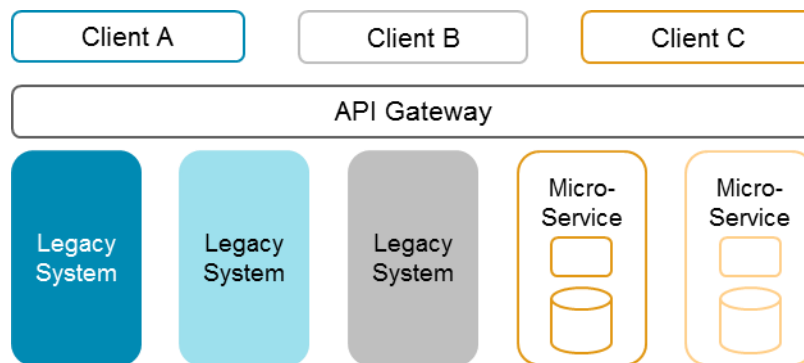 Client A
Client B
Client C
API Gateway
Legacy
System
Legacy
System
Legacy
System
Micro-
Service
Micro-
Service